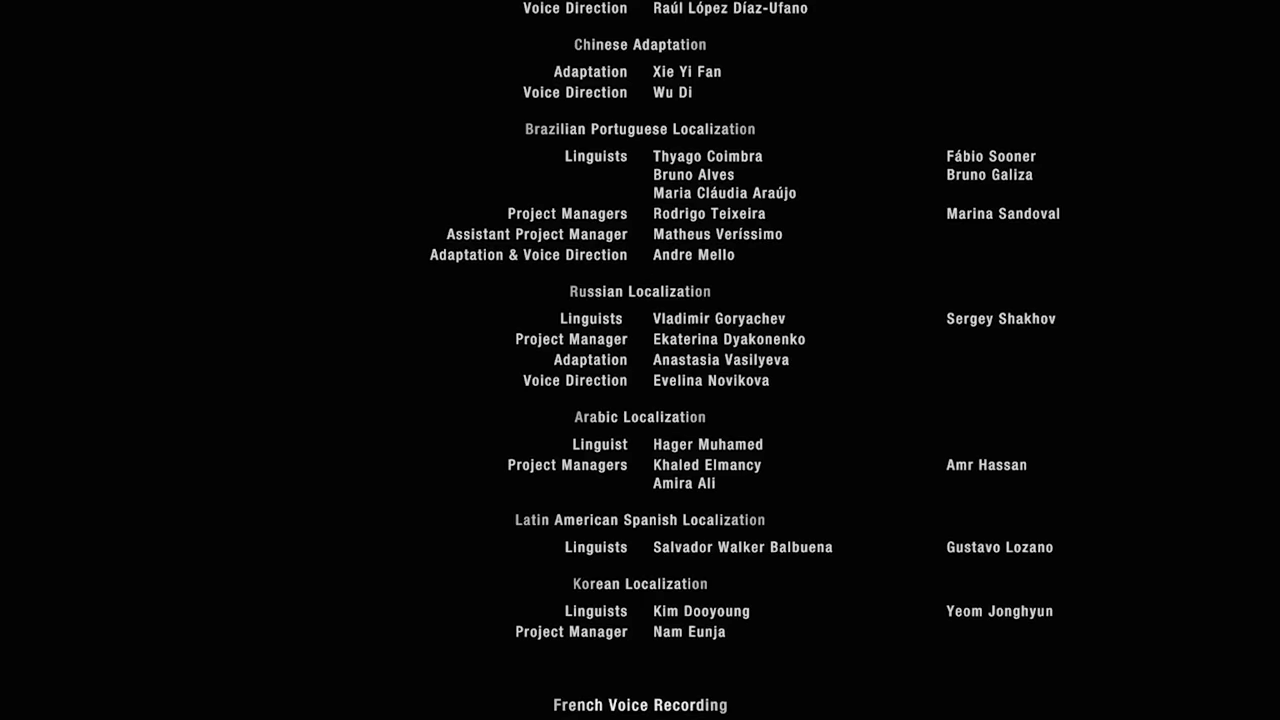 Voice Direction Raúl López Díaz-Ufano
Chinese Adaptation
Adaptation Xie Yi Fan
Voice Direction Wu Di
Brazilian Portuguese Localization
Linguists Thyago Coimbra Fábio Sooner
Bruno Alves Bruno Galiza
Maria Cláudia Araújo
Project Managers Rodrigo Teixeira Marina Sandoval
Assistant Project Manager Matheus Veríssimo
Adaptation & Voice Direction Andre Mello
Russian Localization
Linguists Vladimir Goryachev Sergey Shakhov
Project Manager Ekaterina Dyakonenko
Adaptation Anastasia Vasilyeva
Voice Direction Evelina Novikova
Arabic Localization
Linguist Hager Muhamed
Project Managers Khaled Elmancy Amr Hassan
Amira Ali
Latin American Spanish Localization
Linguists Salvador Walker Balbuena Gustavo Lozano
Korean Localization
Linguists Kim Dooyoung Yeom Jonghyun
Project Manager Nam Eunja
French Voice Recording